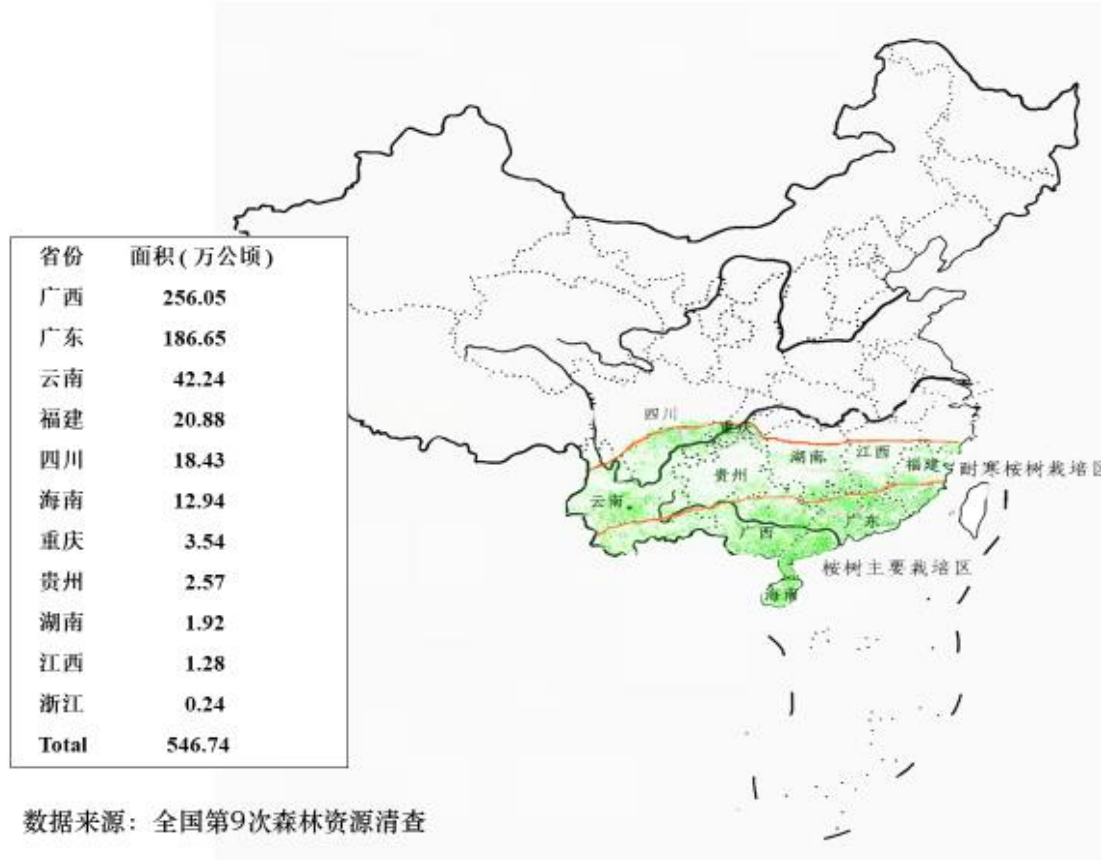 省份 面积(万公顷)
广西 256.05
广东 186.65
云南 42.24
福建 20.88
四川 18.43
海南 12.94
重庆 3.54
贵州 2.57
湖南 1.92
江西 1.28
浙江 0.24
Total 546.74
四川
重庆
湖南
江西
福建
耐寒桉树栽培区
贵州
云南
广西
广东
桉树主要栽培区
海南
数据来源：全国第9次森林资源清查